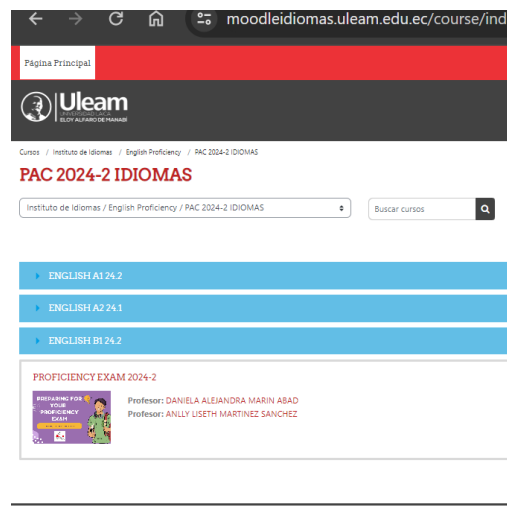 moodleidiomas.uleam.edu.ec/course/ind
Página Principal
Uleam
UNIVERSIDAD LAICA
ELOY ALFARO DE MANABÍ
Cursos / Instituto de Idiomas / English Proficiency / PAC 2024-2 IDIOMAS
PAC 2024-2 IDIOMAS
Instituto de Idiomas / English Proficiency / PAC 2024-2 IDIOMAS
Buscar cursos
ENGLISH A1 24.2
ENGLISH A2 24.1
ENGLISH B1 24.2
PROFICIENCY EXAM 2024-2
PREPARING FOR
YOUR
PROFICIENCY
EXAM
Profesor: DANIELA ALEJANDRA MARIN ABAD
Profesor: ANLLY LISETH MARTINEZ SANCHEZ